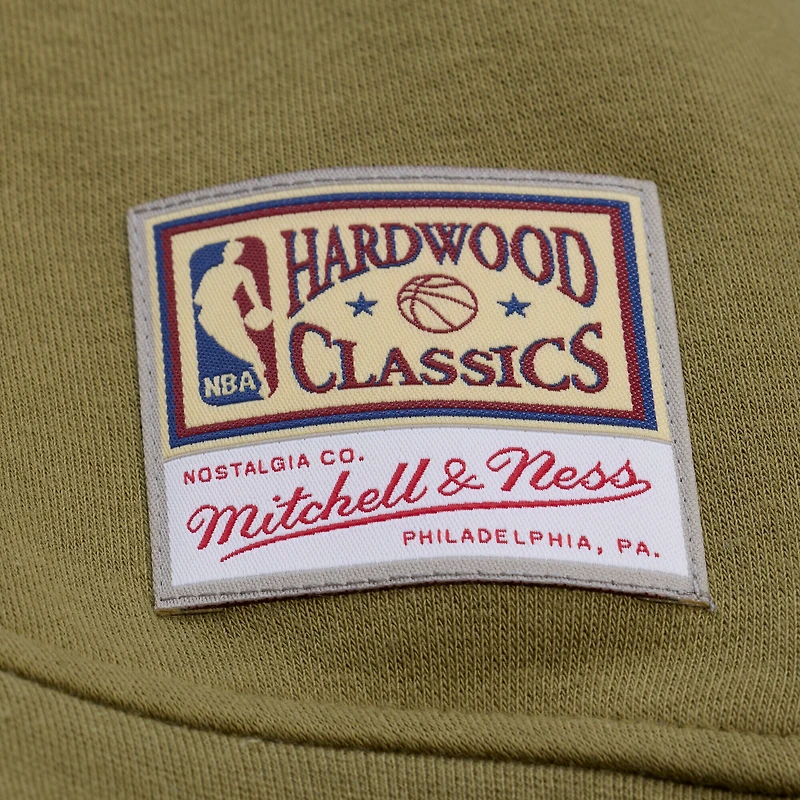 HARDWOOD
CLASSICS
NBA
NOSTALGIA CO.
Mitchell & Ness
PHILADELPHIA, PA.